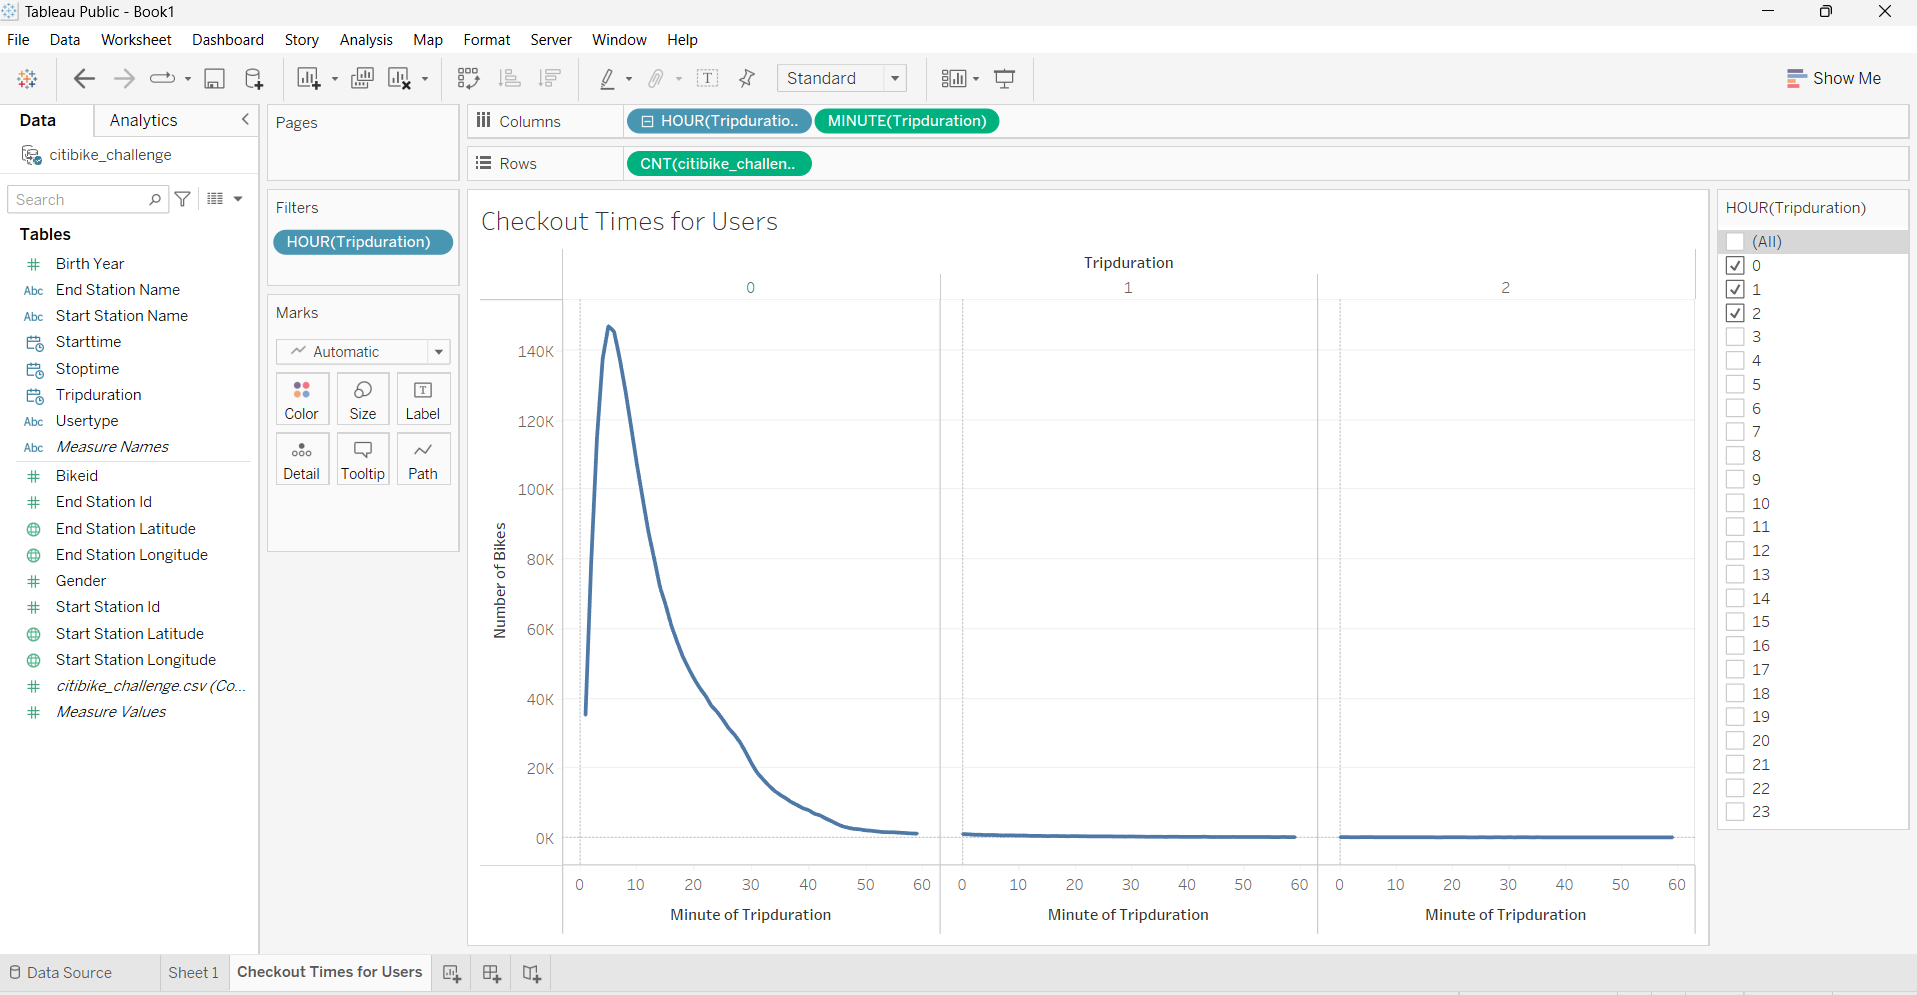 Tableau Public - Book1
File Data Worksheet Dashboard Story Analysis Map Format Server Window Help
Standard
Show Me
Data Analytics
citibike_challenge
Search
Tables
Birth Year
Abc End Station Name
Abc Start Station Name
Starttime
Stoptime
Tripduration
Abc Usertype
Abc Measure Names
Bikeid
End Station Id
End Station Latitude
End Station Longitude
Gender
Start Station Id
Start Station Latitude
Start Station Longitude
citibike_challenge.csv (Co...
Measure Values
Pages
Filters
HOUR(Tripduration)
Marks
Automatic
Color Size Label
Detail Tooltip Path
Columns HOUR(Tripduratio.. MINUTE(Tripduration)
Rows CNT(citibike_challen..
Checkout Times for Users
Tripduration
0 1 2
140K
120K
100K
80K
60K
40K
20K
0K
Number of Bikes
0 10 20 30 40 50 60 0 10 20 30 40 50 60 0 10 20 30 40 50 60
Minute of Tripduration Minute of Tripduration Minute of Tripduration
HOUR(Tripduration)
(All)
0
1
2
3
4
5
6
7
8
9
10
11
12
13
14
15
16
17
18
19
20
21
22
23
Data Source Sheet 1 Checkout Times for Users